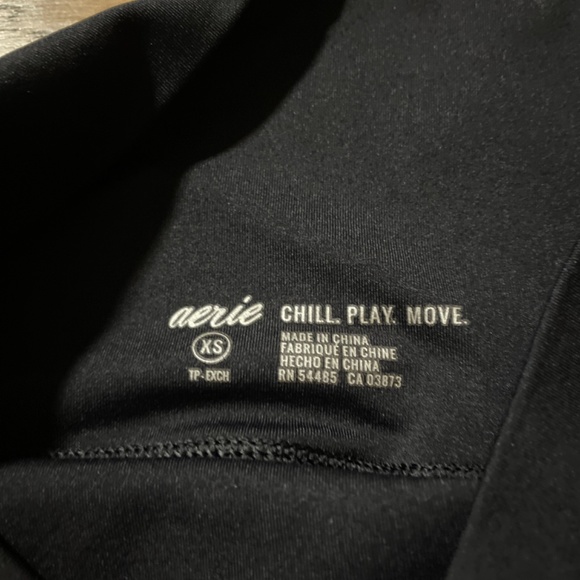 aerie CHILL. PLAY. MOVE.
XS
TP-EXCH
MADE IN CHINA
FABRIQUÉ EN CHINE
HECHO EN CHINA
RN 54485 CA 03873